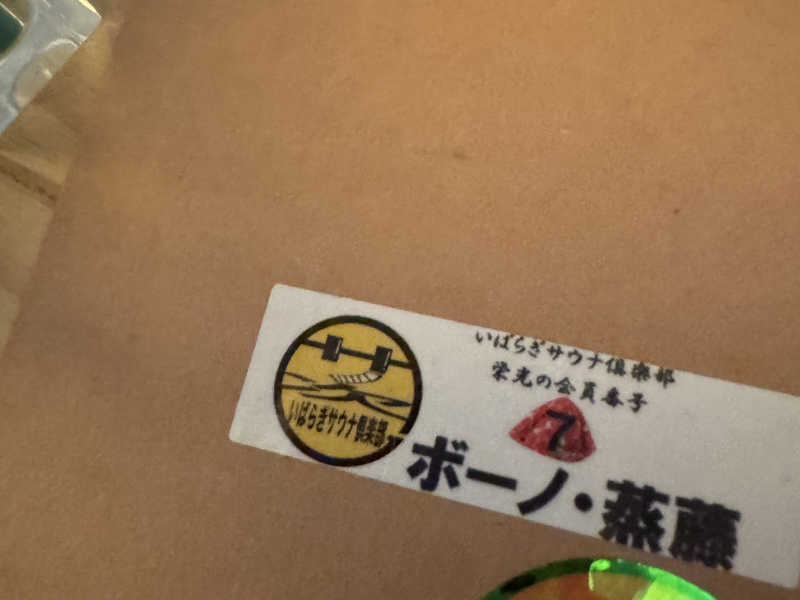 いばらぎサウナ倶楽部
栄光の会員番号
7
ボーノ・蒸藤
いばらぎサウナ倶楽部